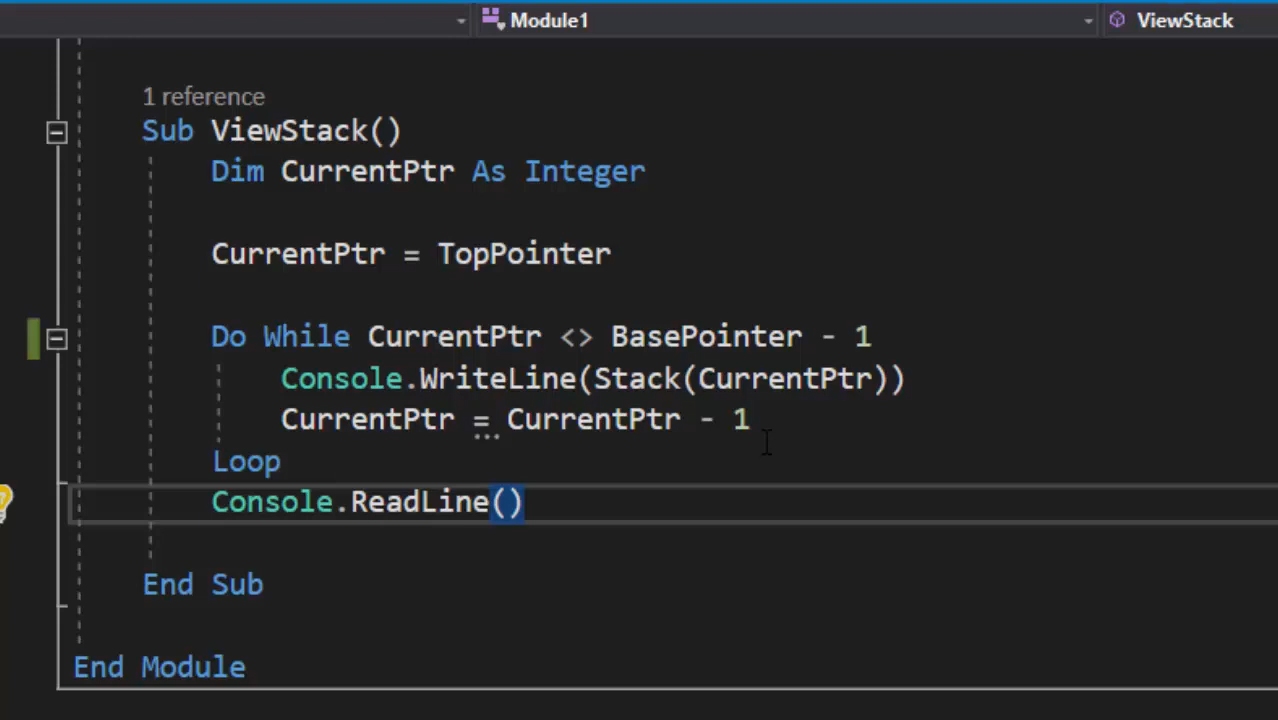 Module1 ViewStack
1 reference
Sub ViewStack()
Dim CurrentPtr As Integer
CurrentPtr = TopPointer
Do While CurrentPtr <> BasePointer - 1
Console.WriteLine(Stack(CurrentPtr))
CurrentPtr = CurrentPtr - 1
Loop
Console.ReadLine()
End Sub
End Module